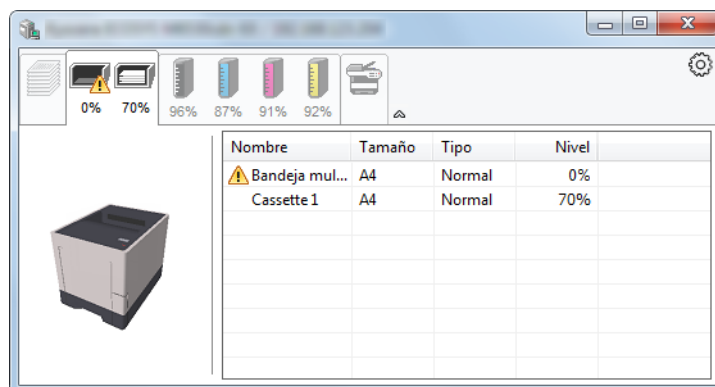 0% 70% 96% 87% 91% 92%
Nombre Tamaño Tipo Nivel
Bandeja mul... A4 Normal 0%
Cassette 1 A4 Normal 70%